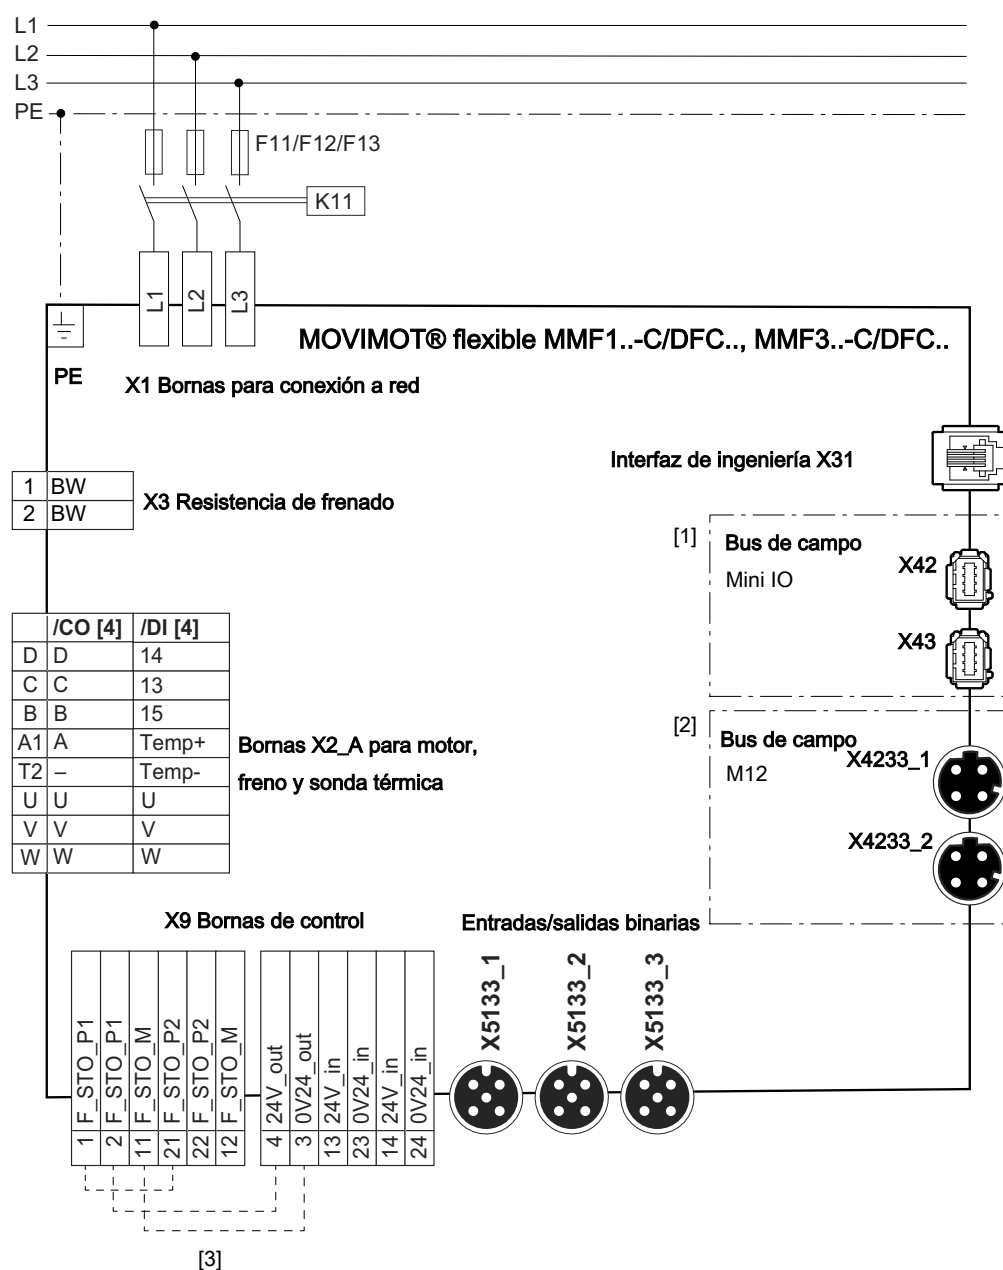 L1
L2
L3
PE
F11/F12/F13
K11
L1
L2
L3
MOVIMOT® flexible MMF1..-C/DFC.., MMF3..-C/DFC..
PE
X1 Bornas para conexión a red
Interfaz de ingeniería X31
1 BW
2 BW
X3 Resistencia de frenado
[1]
Bus de campo
Mini IO
X42
X43
/CO [4] /DI [4]
D D 14
C C 13
B B 15
A1 A Temp+
T2 – Temp-
U U U
V V V
W W W
Bornas X2_A para motor,
freno y sonda térmica
[2]
Bus de campo
M12
X4233_1
X4233_2
X9 Bornas de control
Entradas/salidas binarias
1 F_STO_P1
2 F_STO_P1
11 F_STO_M
21 F_STO_P2
22 F_STO_P2
12 F_STO_M
4 24V_out
3 0V24_out
13 24V_in
23 0V24_in
14 24V_in
24 0V24_in
X5133_1
X5133_2
X5133_3
[3]